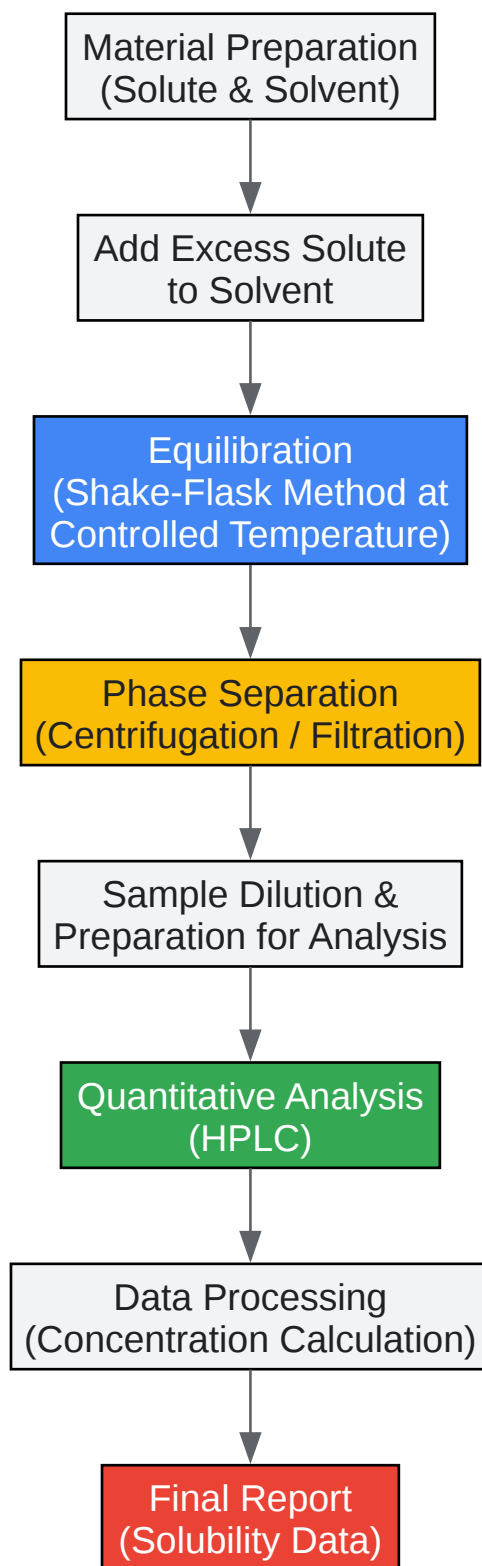 Material Preparation
(Solute & Solvent)
Add Excess Solute
to Solvent
Equilibration
(Shake-Flask Method at
Controlled Temperature)
Phase Separation
(Centrifugation / Filtration)
Sample Dilution &
Preparation for Analysis
Quantitative Analysis
(HPLC)
Data Processing
(Concentration Calculation)
Final Report
(Solubility Data)